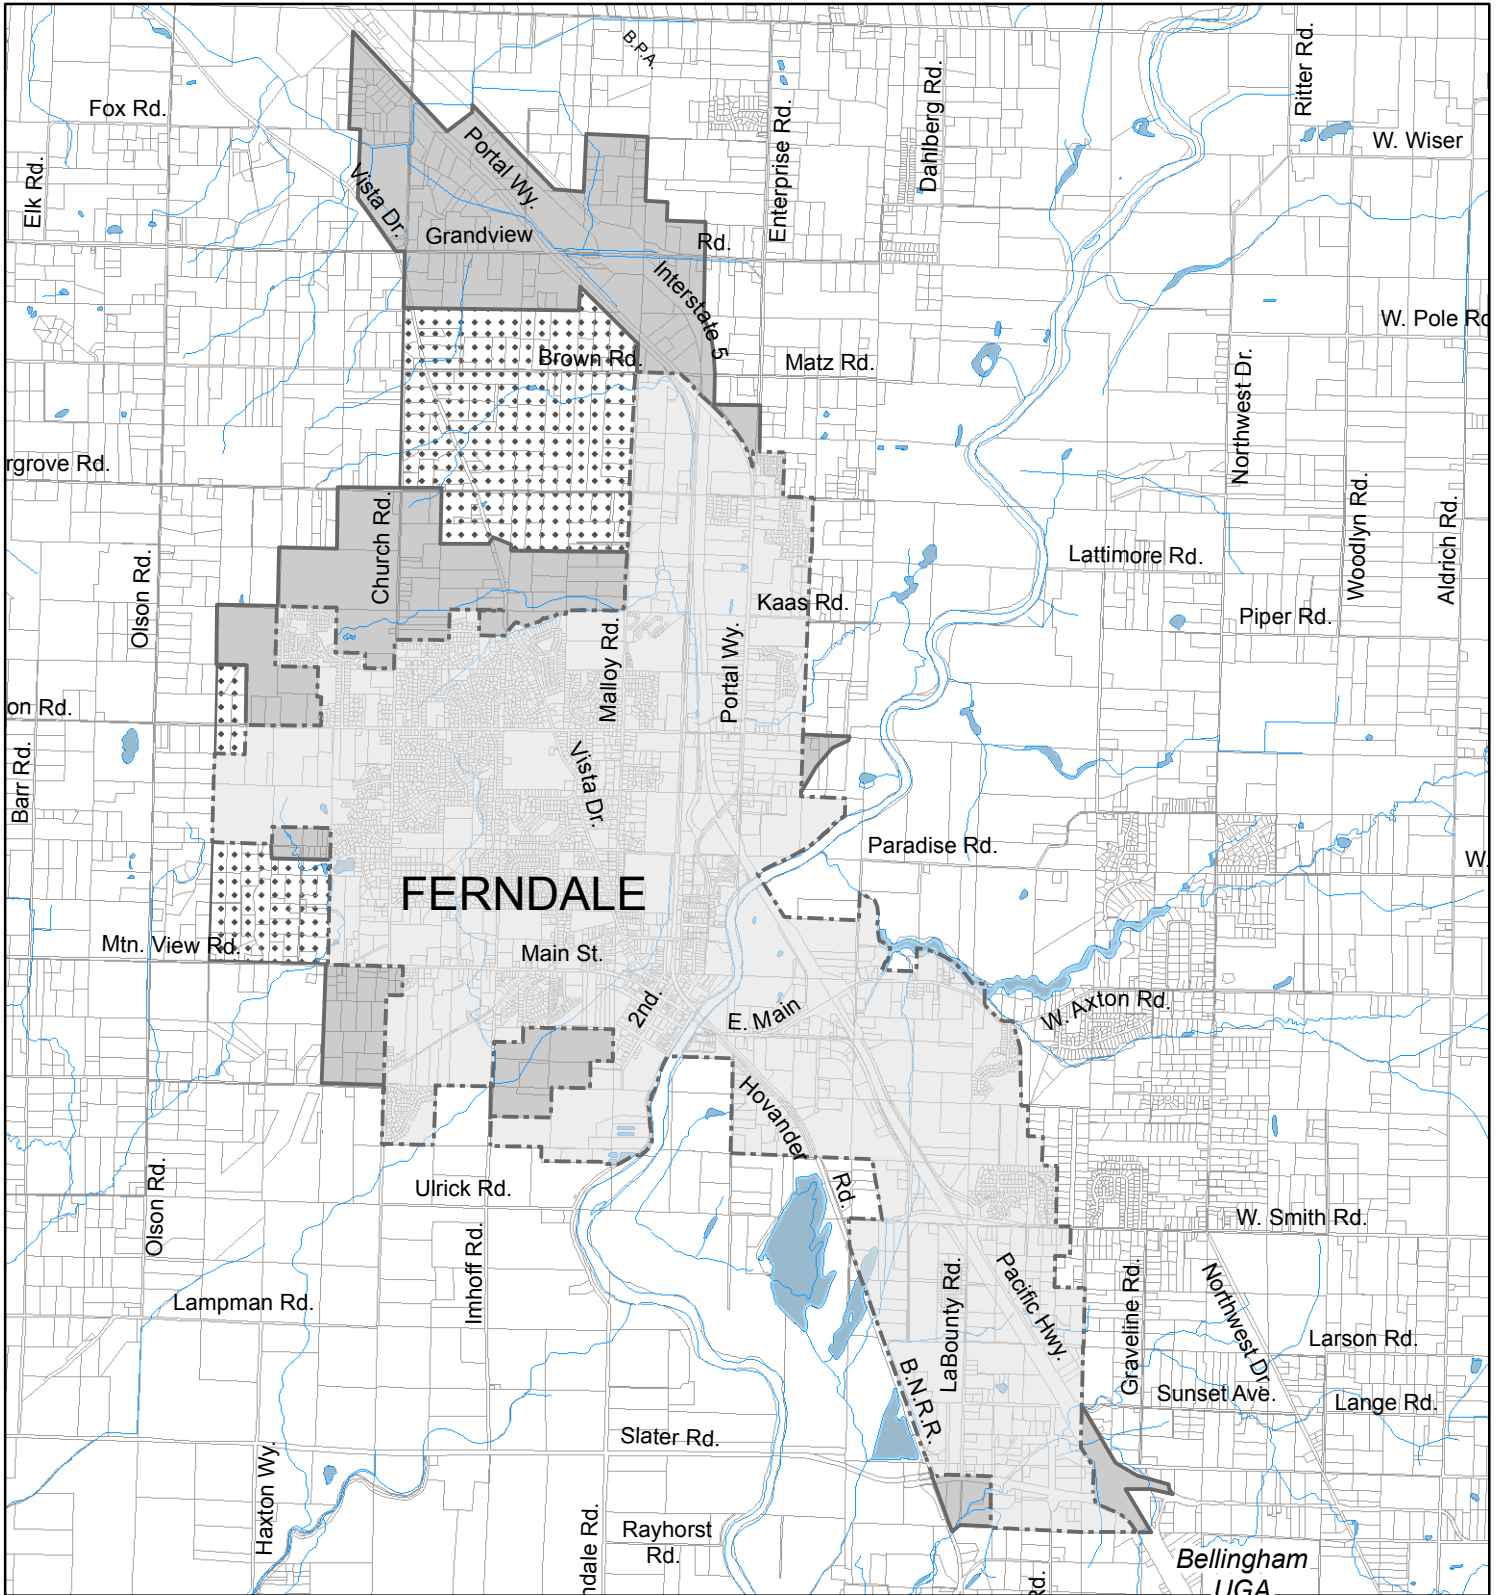 B.P.A.
Ritter Rd.
Fox Rd.
Dahlberg Rd.
Enterprise Rd.
Portal Wy.
W. Wiser
Elk Rd.
Vista Dr.
Grandview
Rd.
Interstate 5
W. Pole Rd
Brown Rd.
Matz Rd.
Northwest Dr.
rgrove Rd.
Church Rd.
Woodlyn Rd.
Aldrich Rd.
Olson Rd.
Lattimore Rd.
Kaas Rd.
Piper Rd.
Malloy Rd.
Portal Wy.
on Rd.
Barr Rd.
Vista Dr.
Paradise Rd.
W.
FERNDALE
Mtn. View Rd.
Main St.
2nd.
E. Main
W. Axton Rd.
Hovander
Rd.
Ulrick Rd.
Olson Rd.
Imhoff Rd.
W. Smith Rd.
Lampman Rd.
LaBounty Rd.
Pacific Hwy.
Graveline Rd.
Northwest Dr.
Larson Rd.
B.N.R.R.
Sunset Ave.
Lange Rd.
Slater Rd.
Haxton Wy.
ndale Rd.
Rayhorst
Rd.
Rd.
Bellingham
UGA